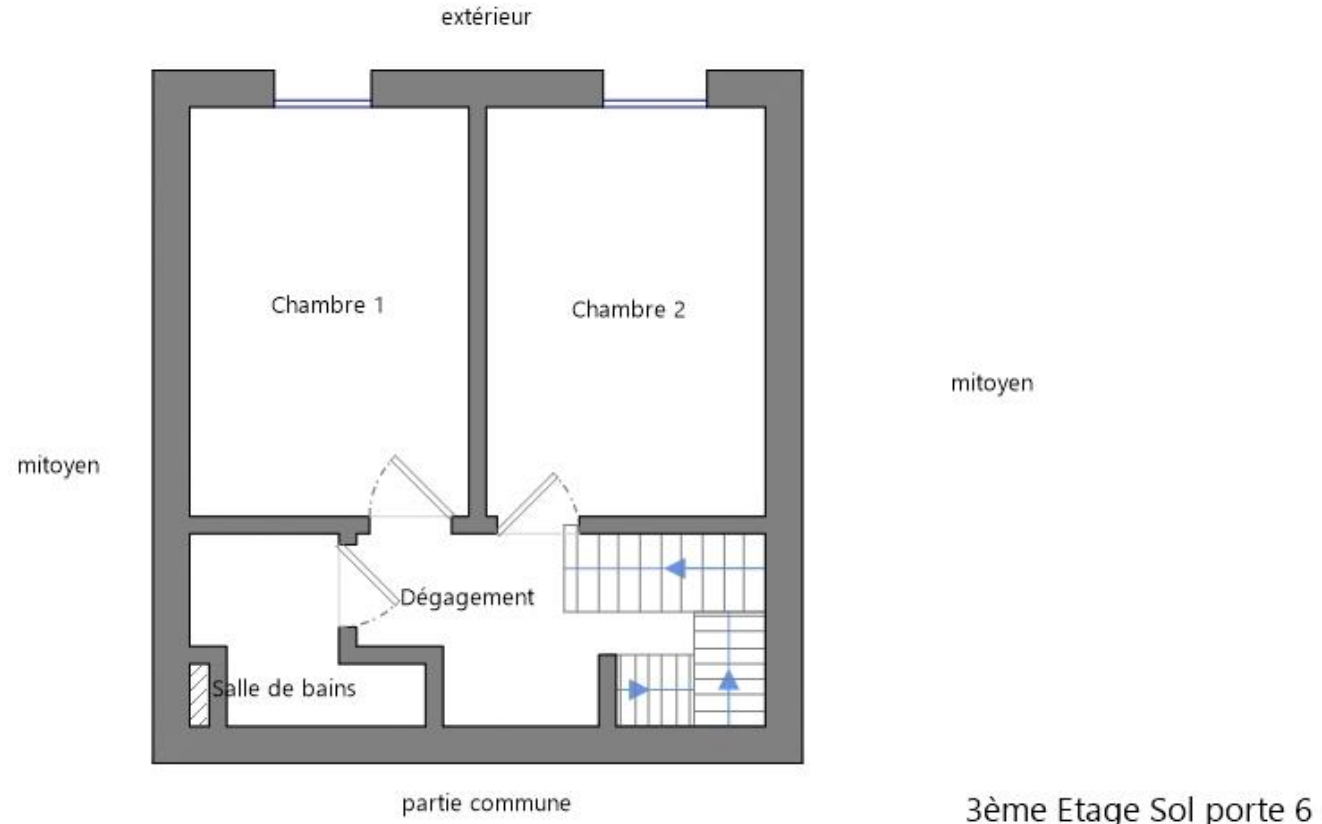 extérieur
Chambre 1
Chambre 2
mitoyen
mitoyen
Dégagement
Salle de bains
partie commune
3ème Etage Sol porte 6